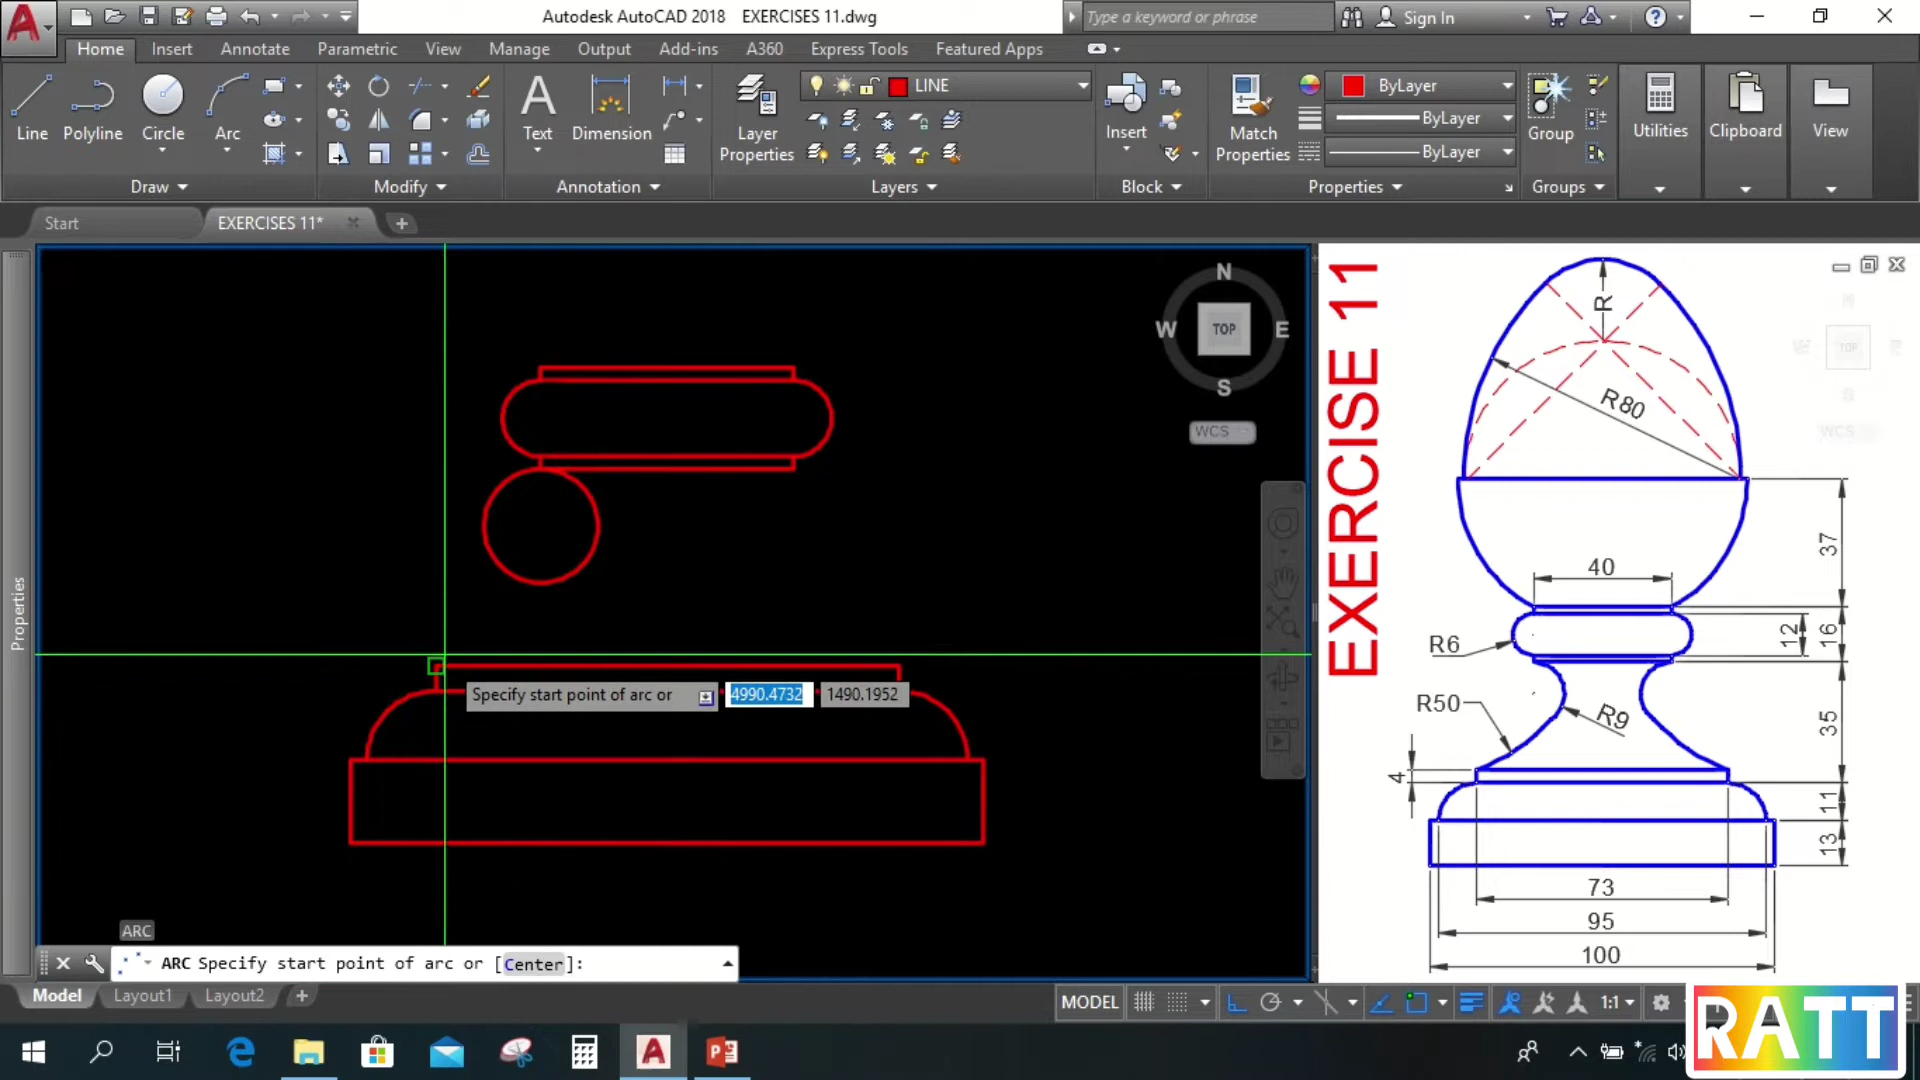 Autodesk AutoCAD 2018 EXERCISES 11.dwg
Type a keyword or phrase
Sign In
Home Insert Annotate Parametric View Manage Output Add-ins A360 Express Tools Featured Apps
Line Polyline Circle Arc
Text Dimension
Layer Properties
LINE
Insert
Match Properties
ByLayer
ByLayer
ByLayer
Group
Utilities
Clipboard
View
Draw Modify Annotation Layers Block Properties Groups
Start EXERCISES 11*
Properties
N
W TOP E
S
WCS
Specify start point of arc or 4990.4732 1490.1952
ARC
ARC Specify start point of arc or [Center]:
EXERCISE 11
R
R80
37
40
12
16
R6
R50
R9
35
4
11
13
73
95
100
TOP
WCS
Model Layout1 Layout2
MODEL
1:1
RATT